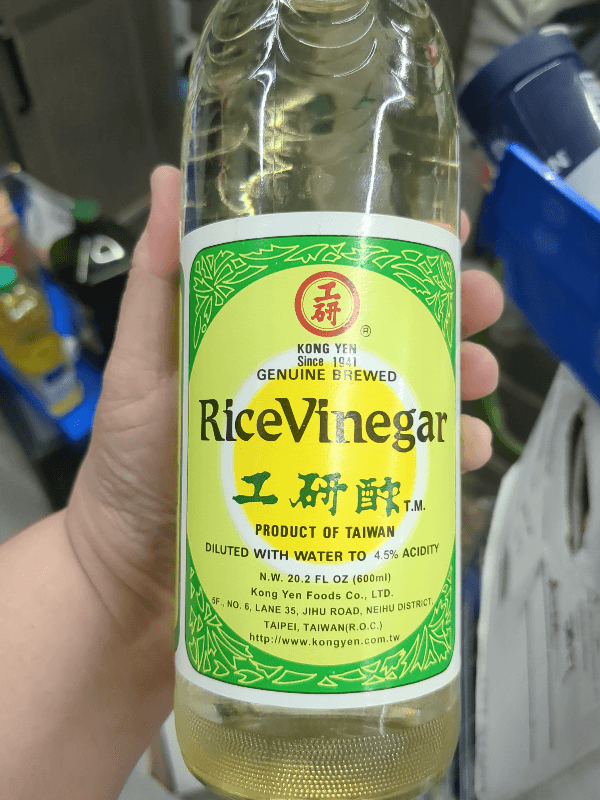 工
研
®
KONG YEN
Since 1941
GENUINE BREWED
RiceVinegar
工研酢T.M.
PRODUCT OF TAIWAN
DILUTED WITH WATER TO 4.5% ACIDITY
N.W. 20.2 FL OZ (600ml)
Kong Yen Foods Co., LTD.
5F., NO. 6, LANE 35, JIHU ROAD, NEIHU DISTRICT,
TAIPEI, TAIWAN(R.O.C.)
http://www.kongyen.com.tw